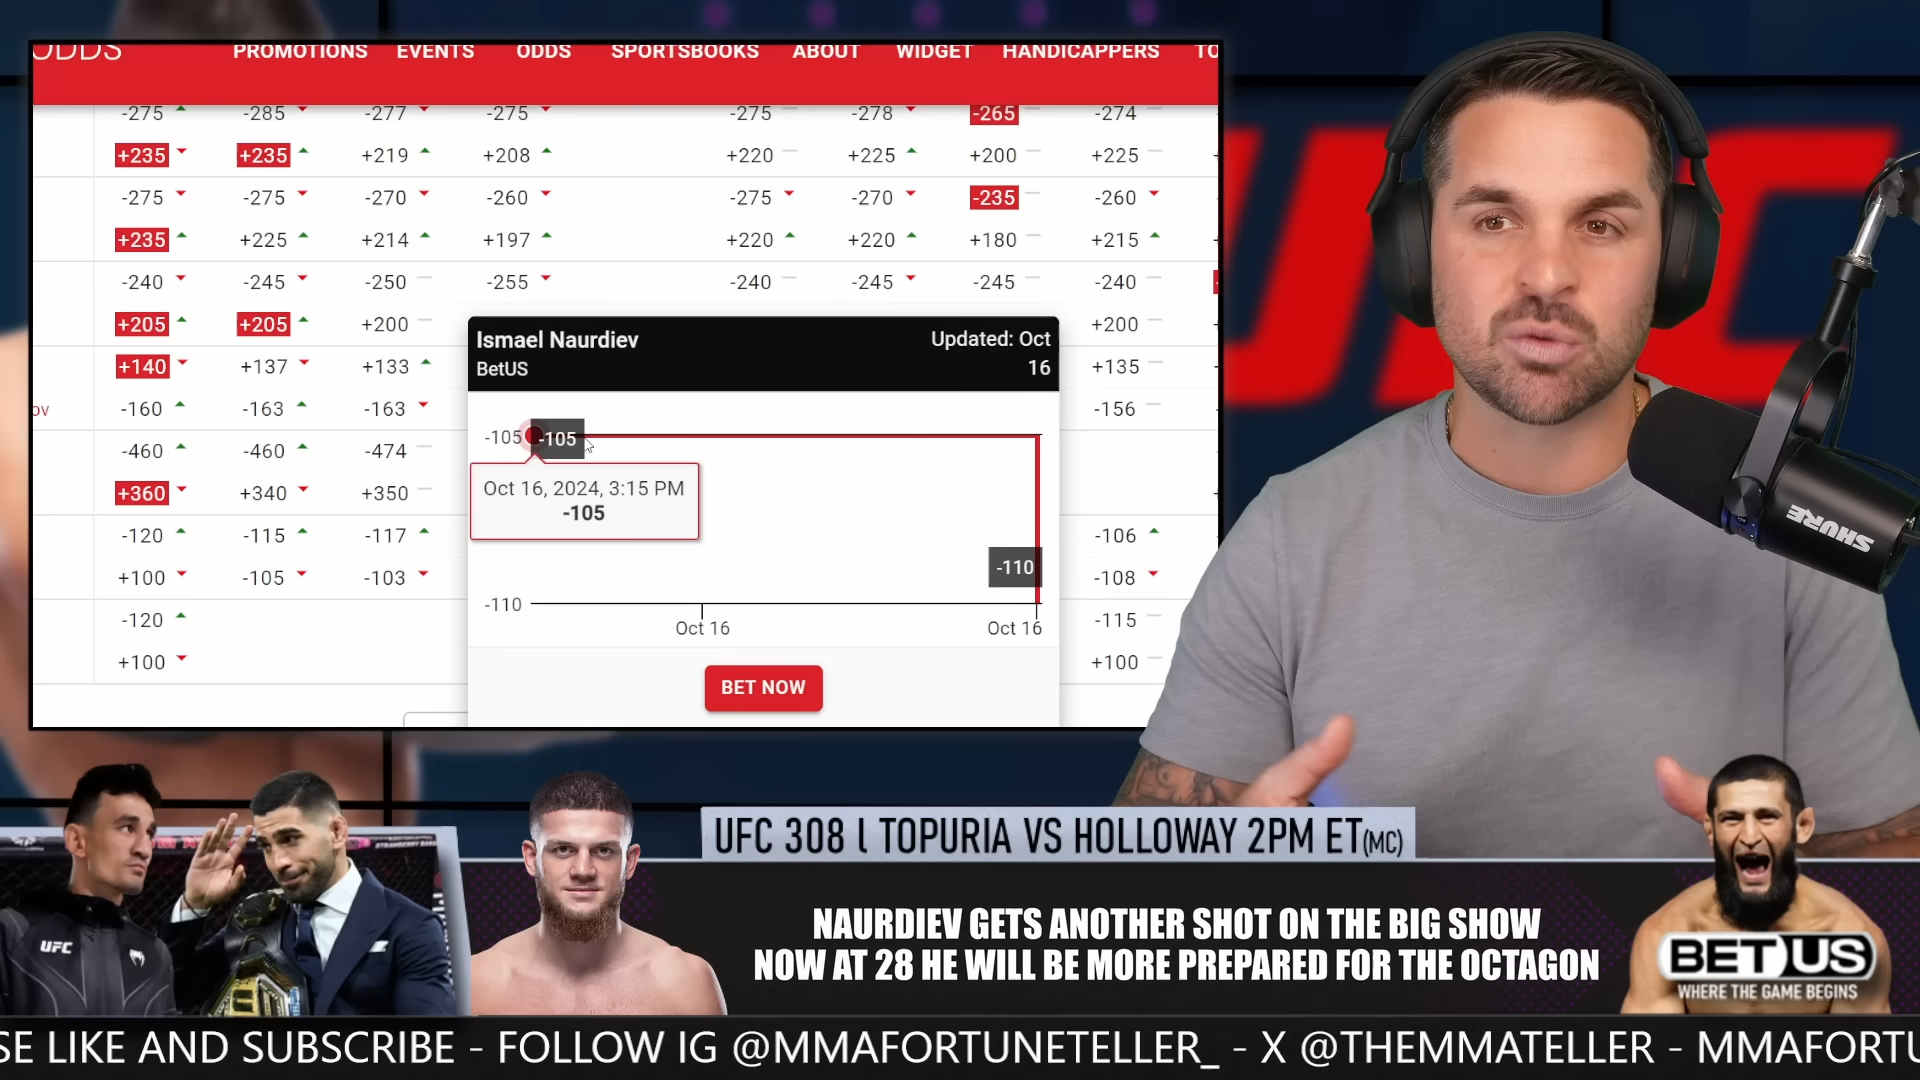 ODDS PROMOTIONS EVENTS ODDS SPORTSBOOKS ABOUT WIDGET HANDICAPPERS TO
-275 -285 -277 -275 -275 -278 -265 -274
+235 +235 +219 +208 +220 +225 +200 +225
-275 -275 -270 -260 -275 -270 -235 -260
+235 +225 +214 +197 +220 +220 +180 +215
-240 -245 -250 -255 -240 -245 -245 -240
+205 +205 +200 +200
+140 +137 +133 +135
ov -160 -163 -163 -156
-460 -460 -474
+360 +340 +350
-120 -115 -117 -106
+100 -105 -103 -108
-120 -115
+100 +100
Ismael Naurdiev Updated: Oct
BetUS 16
-105 -105
Oct 16, 2024, 3:15 PM
-105
-110
-110
Oct 16 Oct 16
BET NOW
SHURE
UFC 308 l TOPURIA VS HOLLOWAY 2PM ET(MC)
UFC
NAURDIEV GETS ANOTHER SHOT ON THE BIG SHOW
NOW AT 28 HE WILL BE MORE PREPARED FOR THE OCTAGON
BET US
WHERE THE GAME BEGINS
SE LIKE AND SUBSCRIBE - FOLLOW IG @MMAFORTUNETELLER_ - X @THEMMATELLER - MMAFORTU